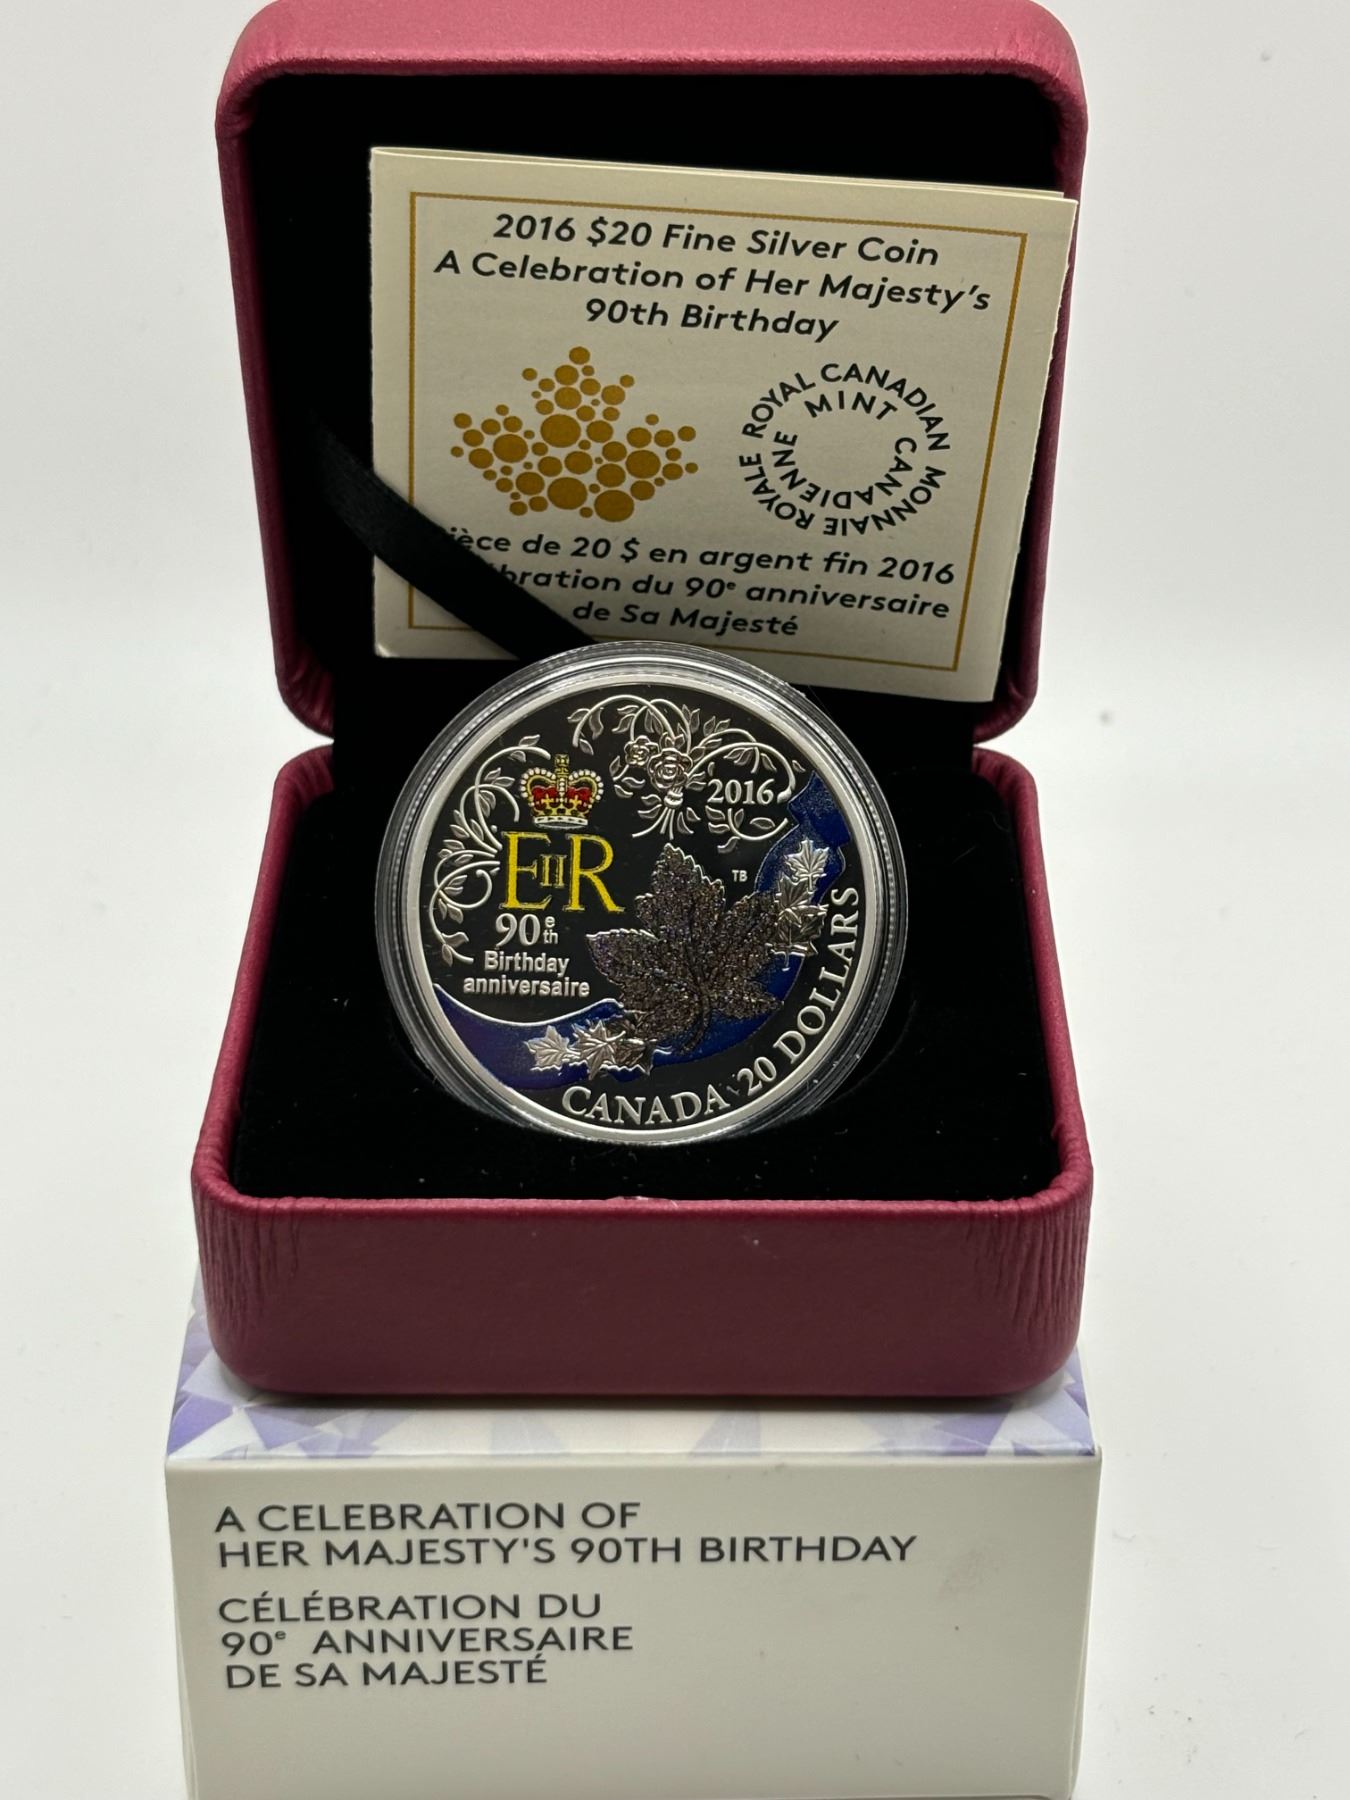 2016 $20 Fine Silver Coin
A Celebration of Her Majesty's
90th Birthday
ROYAL CANADIAN
MINT
CANADIENNE
MONNAIE ROYALE
de 20 $ en argent fin 2016
du 90e anniversaire
de Sa Majesté
2016
EIIR
TB
90e
th
Birthday
anniversaire
CANADA 20 DOLLARS
A CELEBRATION OF
HER MAJESTY'S 90TH BIRTHDAY
CÉLÉBRATION DU
90e ANNIVERSAIRE
DE SA MAJESTÉ